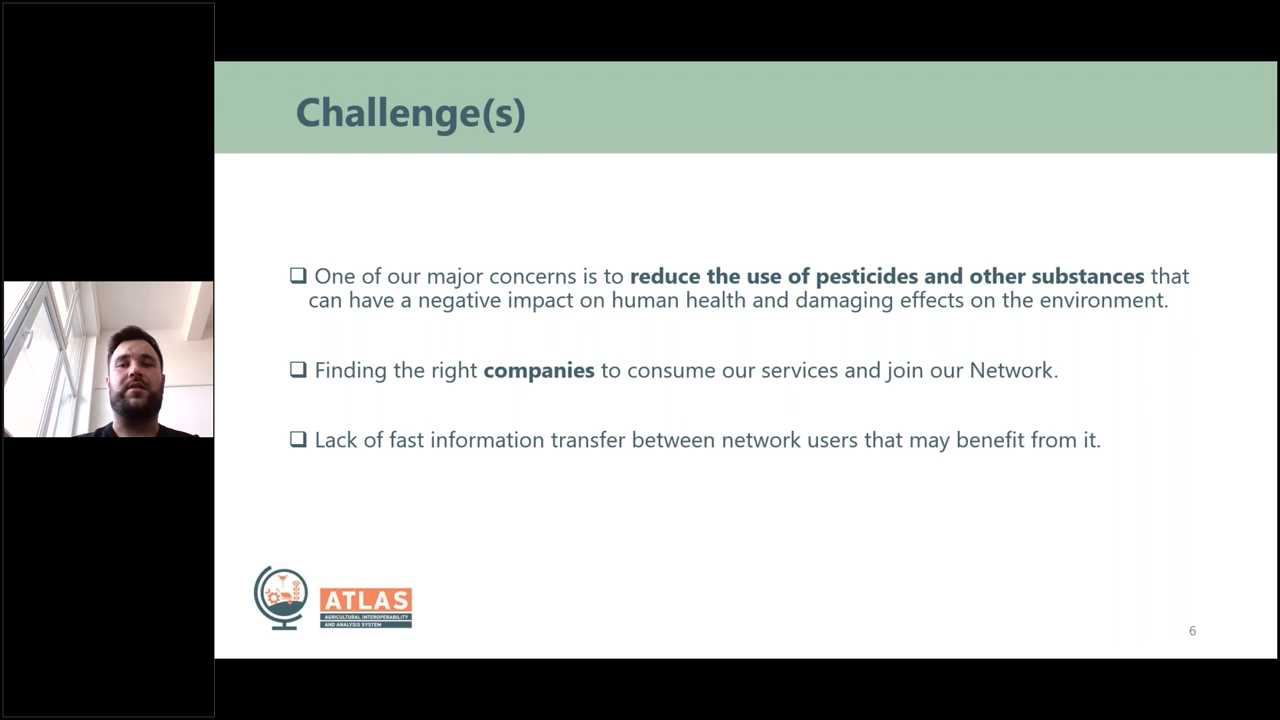 Challenge(s)
❑ One of our major concerns is to reduce the use of pesticides and other substances that
can have a negative impact on human health and damaging effects on the environment.
❑ Finding the right companies to consume our services and join our Network.
❑ Lack of fast information transfer between network users that may benefit from it.
ATLAS
AGRICULTURAL INTEROPERABILITY
AND ANALYSIS SYSTEM
6